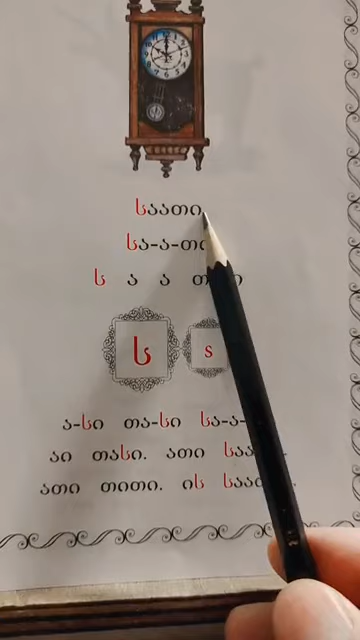 საათი
სა-ა-თი
ს ა ა თ ი
ს s
ა-სი თა-სი
აი თასი. ათი
ათი თითი. ის